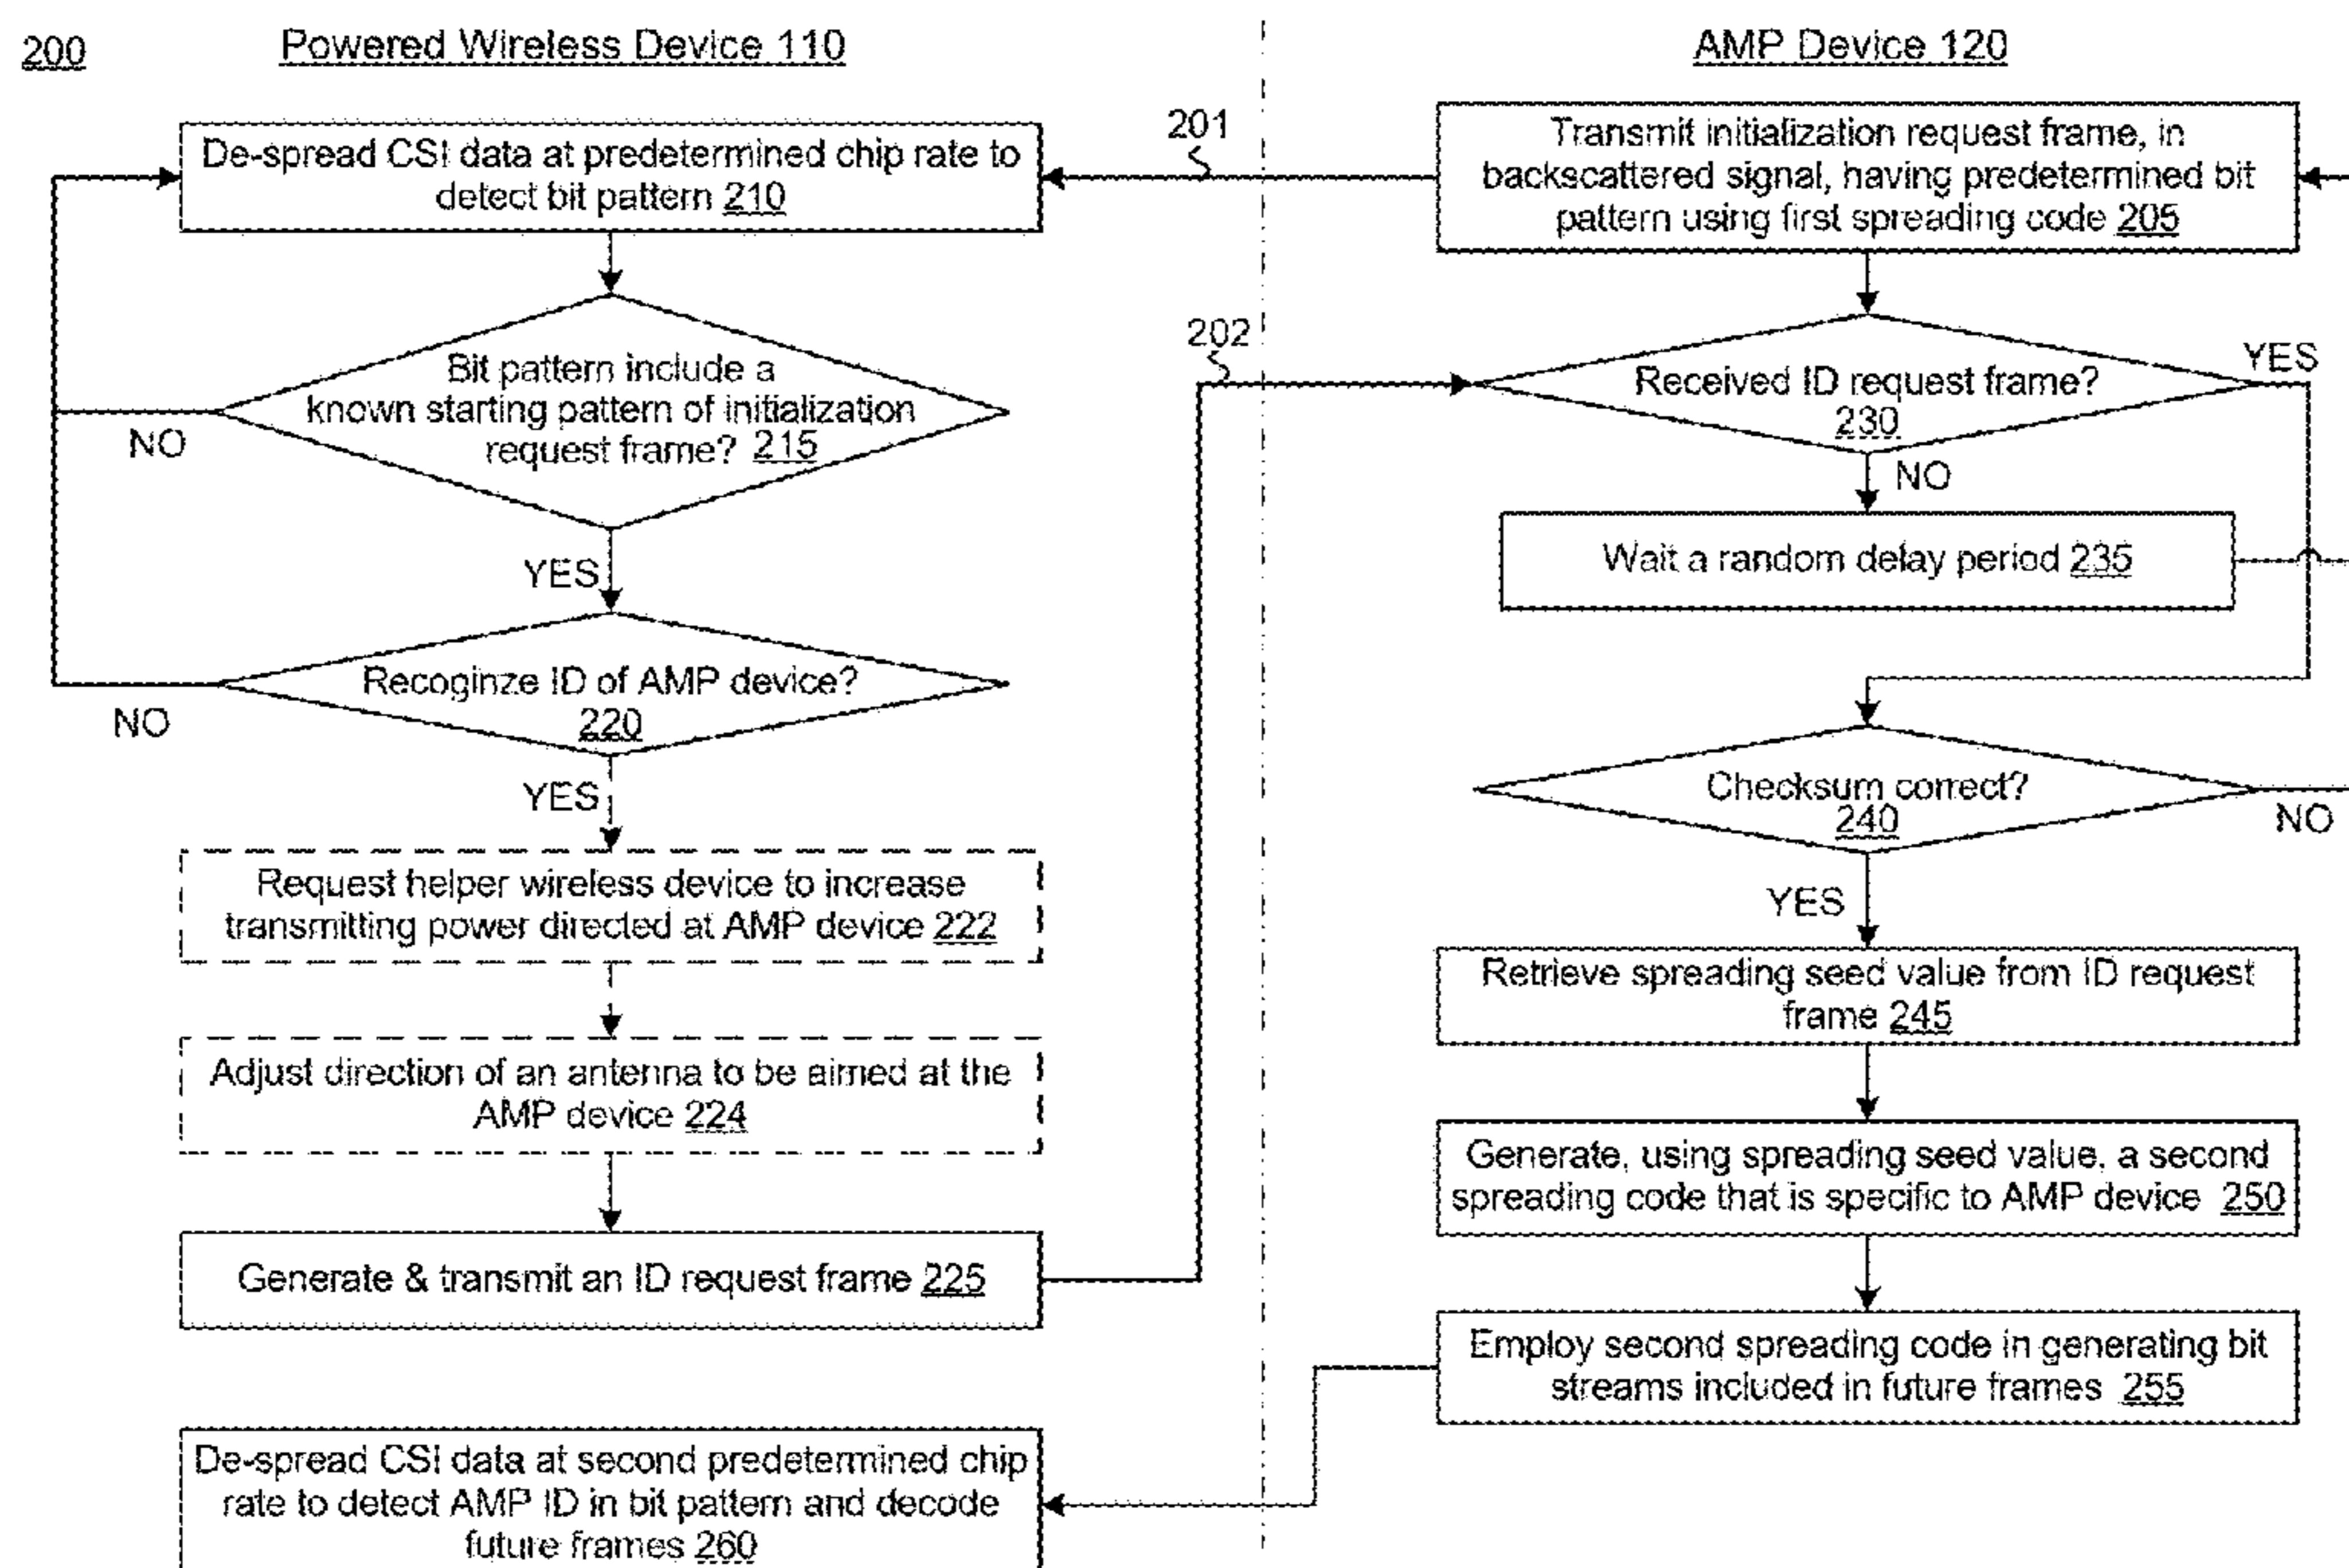 200
Powered Wireless Device 110
AMP Device 120
De-spread CSI data at predetermined chip rate to
detect bit pattern 210
201
Transmit initialization request frame, in
backscattered signal, having predetermined bit
pattern using first spreading code 205
Bit pattern include a
known starting pattern of initialization
request frame? 215
NO
YES
202
Received ID request frame?
230
YES
NO
Wait a random delay period 235
Recoginze ID of AMP device?
220
NO
YES
Checksum correct?
240
NO
YES
Request helper wireless device to increase
transmitting power directed at AMP device 222
Retrieve spreading seed value from ID request
frame 245
Adjust direction of an antenna to be aimed at the
AMP device 224
Generate, using spreading seed value, a second
spreading code that is specific to AMP device 250
Generate & transmit an ID request frame 225
Employ second spreading code in generating bit
streams included in future frames 255
De-spread CSI data at second predetermined chip
rate to detect AMP ID in bit pattern and decode
future frames 260